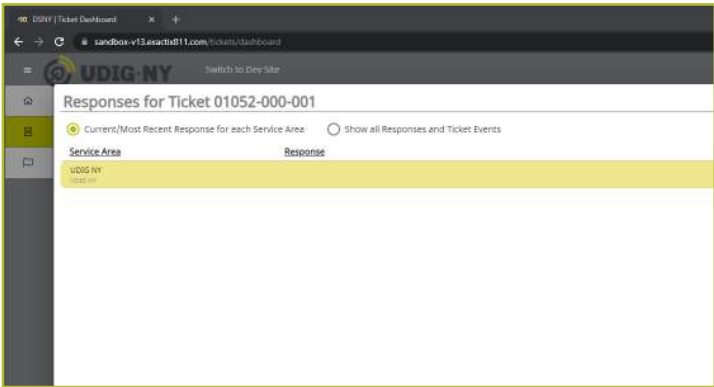 DSNY | Ticket Dashboard
sandbox-v13.exactix811.com/tickets/dashboard
UDIG NY
Switch to Dev Site
Responses for Ticket 01052-000-001
Current/Most Recent Response for each Service Area
Show all Responses and Ticket Events
Service Area
Response
UDIG NY
UDIG NY